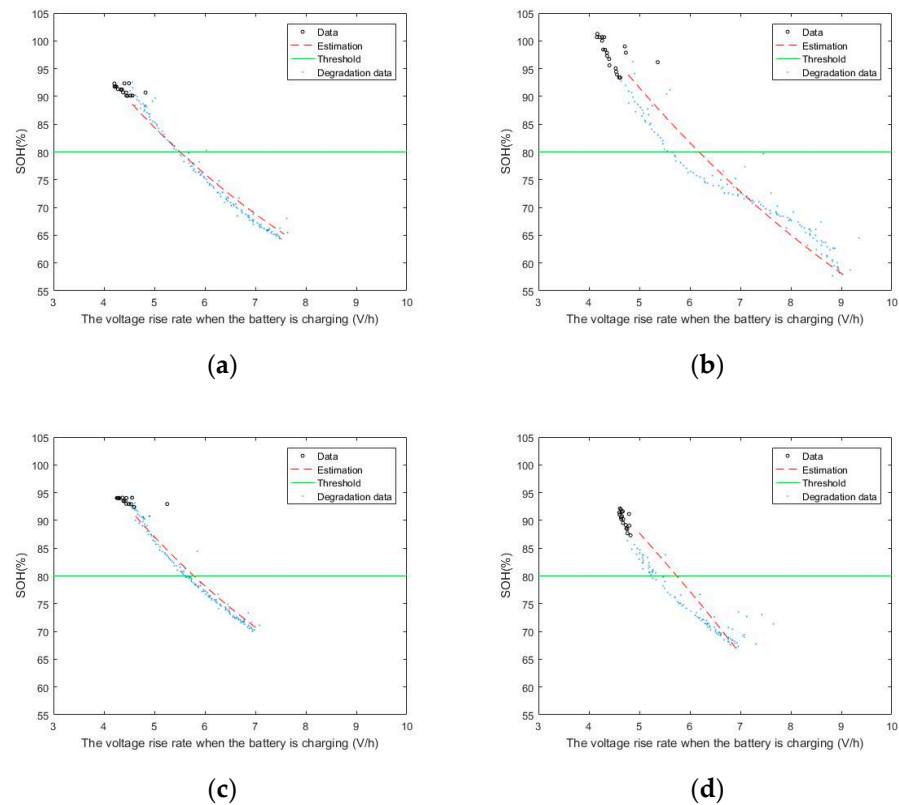 105
100
95
90
85
80
75
70
65
60
55
SOH(%)
Data
Estimation
Threshold
Degradation data
3 4 5 6 7 8 9 10
The voltage rise rate when the battery is charging (V/h)
(a)
105
100
95
90
85
80
75
70
65
60
55
SOH(%)
Data
Estimation
Threshold
Degradation data
3 4 5 6 7 8 9 10
The voltage rise rate when the battery is charging (V/h)
(b)
105
100
95
90
85
80
75
70
65
60
55
SOH(%)
Data
Estimation
Threshold
Degradation data
3 4 5 6 7 8 9 10
The voltage rise rate when the battery is charging (V/h)
(c)
105
100
95
90
85
80
75
70
65
60
55
SOH(%)
Data
Estimation
Threshold
Degradation data
3 4 5 6 7 8 9 10
The voltage rise rate when the battery is charging (V/h)
(d)